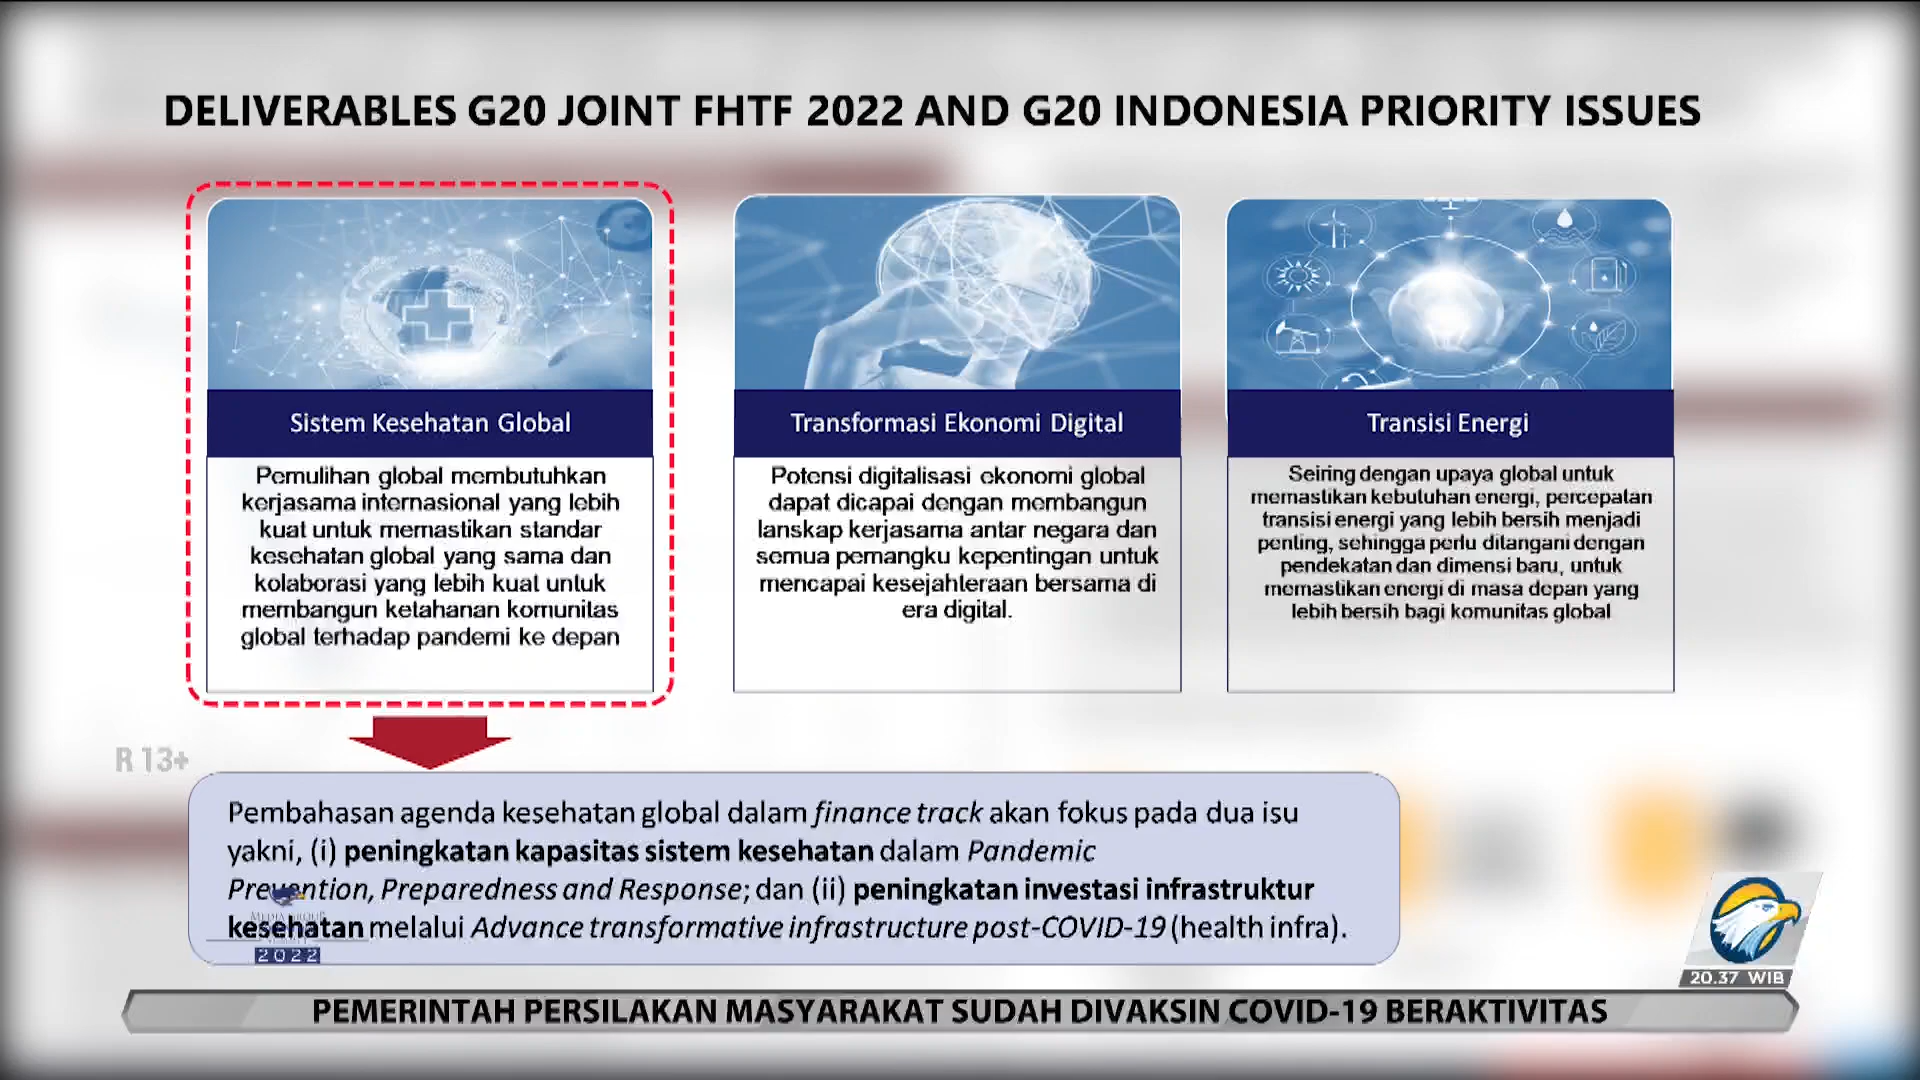 DELIVERABLES G20 JOINT FHTF 2022 AND G20 INDONESIA PRIORITY ISSUES
Sistem Kesehatan Global
Pemulihan global membutuhkan
kerjasama internasional yang lebih
kuat untuk memastikan standar
kesehatan global yang sama dan
kolaborasi yang lebih kuat untuk
membangun ketahanan komunitas
global terhadap pandemi ke depan
Transformasi Ekonomi Digital
Potensi digitalisasi ekonomi global
dapat dicapai dengan membangun
lanskap kerjasama antar negara dan
semua pemangku kepentingan untuk
mencapai kesejahteraan bersama di
era digital.
Transisi Energi
Seiring dengan upaya global untuk
memastikan kebutuhan energi, percepatan
transisi energi yang lebih bersih menjadi
penting, sehingga perlu ditangani dengan
pendekatan dan dimensi baru, untuk
memastikan energi di masa depan yang
lebih bersih bagi komunitas global
R 13+
Pembahasan agenda kesehatan global dalam finance track akan fokus pada dua isu
yakni, (i) peningkatan kapasitas sistem kesehatan dalam Pandemic
Prevention, Preparedness and Response; dan (ii) peningkatan investasi infrastruktur
kesehatan melalui Advance transformative infrastructure post-COVID-19 (health infra).
MEDIA GROUP
2022
20.37 WIB
PEMERINTAH PERSILAKAN MASYARAKAT SUDAH DIVAKSIN COVID-19 BERAKTIVITAS